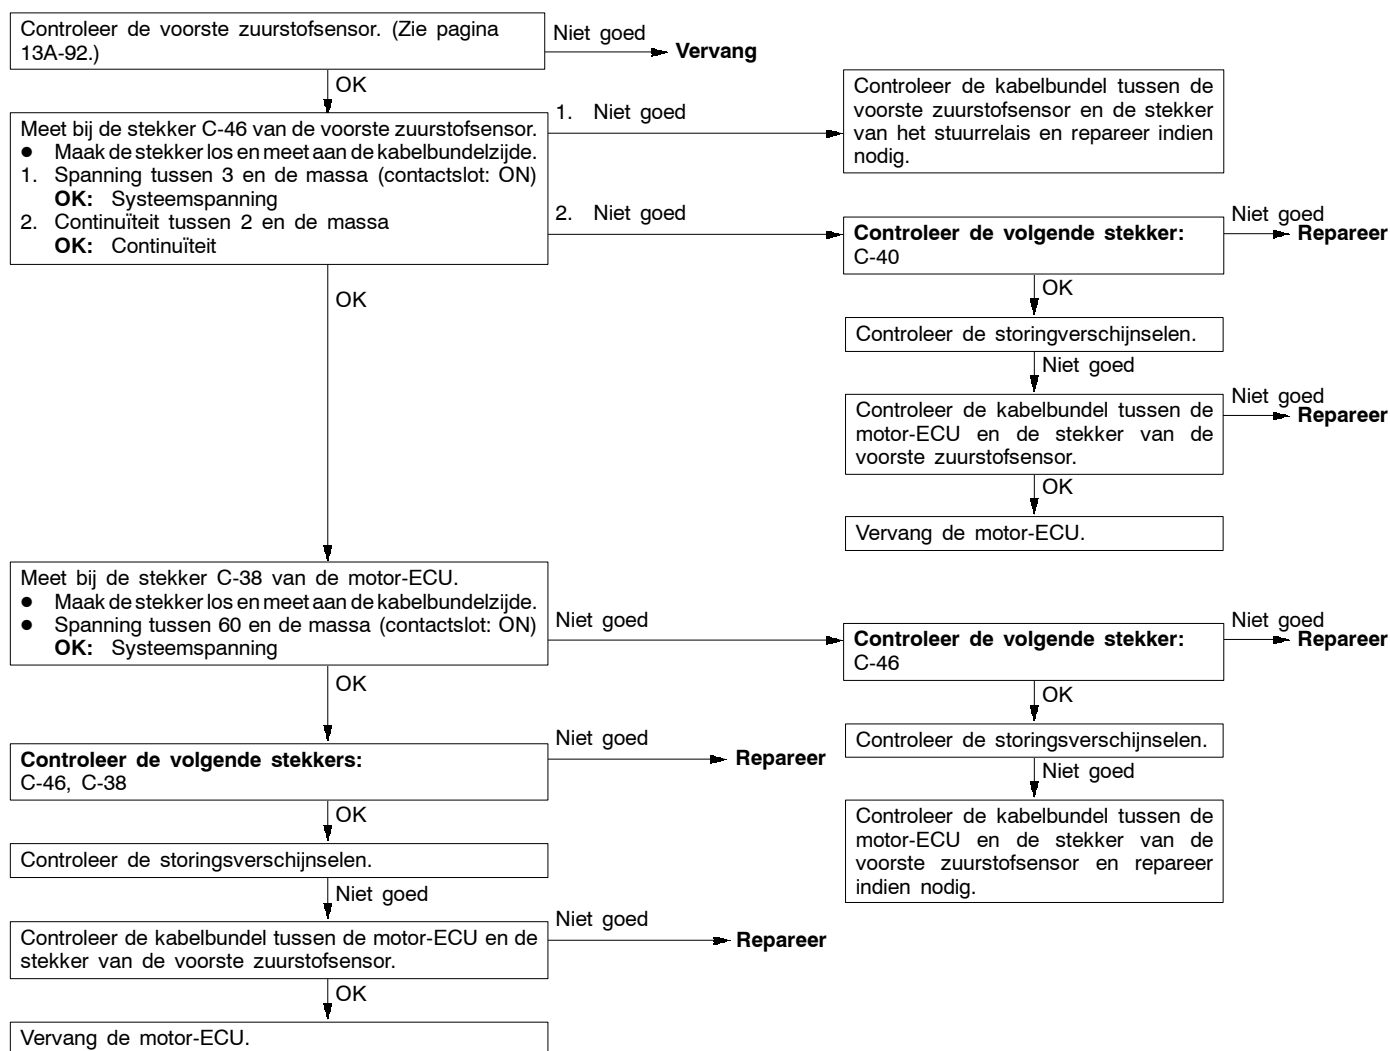 Controleer de voorste zuurstofsensor. (Zie pagina
13A-92.)
Niet goed
Vervang
OK
Meet bij de stekker C-46 van de voorste zuurstofsensor.
● Maak de stekker los en meet aan de kabelbundelzijde.
1. Spanning tussen 3 en de massa (contactslot: ON)
OK: Systeemspanning
2. Continuïteit tussen 2 en de massa
OK: Continuïteit
1. Niet goed
Controleer de kabelbundel tussen de
voorste zuurstofsensor en de stekker
van het stuurrelais en repareer indien
nodig.
2. Niet goed
Controleer de volgende stekker:
C-40
Niet goed
Repareer
OK
Controleer de storingverschijnselen.
Niet goed
Controleer de kabelbundel tussen de
motor-ECU en de stekker van de
voorste zuurstofsensor.
Niet goed
Repareer
OK
Vervang de motor-ECU.
OK
Meet bij de stekker C-38 van de motor-ECU.
● Maak de stekker los en meet aan de kabelbundelzijde.
● Spanning tussen 60 en de massa (contactslot: ON)
OK: Systeemspanning
Niet goed
Controleer de volgende stekker:
C-46
Niet goed
Repareer
OK
Controleer de storingsverschijnselen.
Niet goed
Controleer de kabelbundel tussen de
motor-ECU en de stekker van de
voorste zuurstofsensor en repareer
indien nodig.
OK
Controleer de volgende stekkers:
C-46, C-38
Niet goed
Repareer
OK
Controleer de storingsverschijnselen.
Niet goed
Controleer de kabelbundel tussen de motor-ECU en de
stekker van de voorste zuurstofsensor.
Niet goed
Repareer
OK
Vervang de motor-ECU.